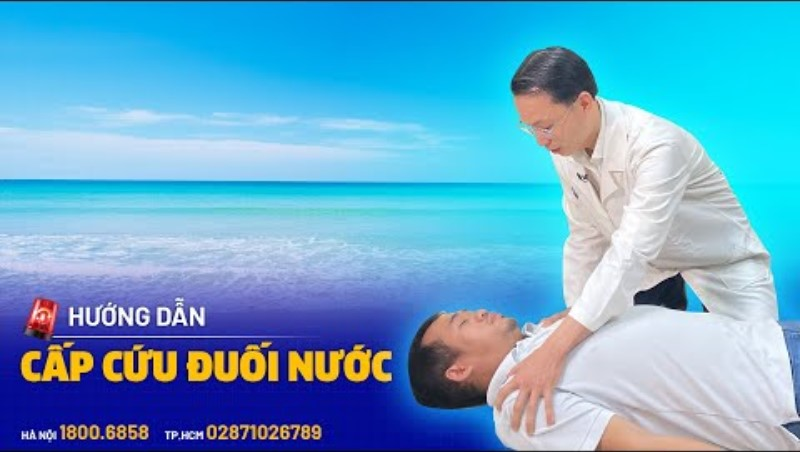 HƯỚNG DẪN
CẤP CỨU ĐUỐI NƯỚC
HÀ NỘI 1800.6858 TP.HCM 02871026789